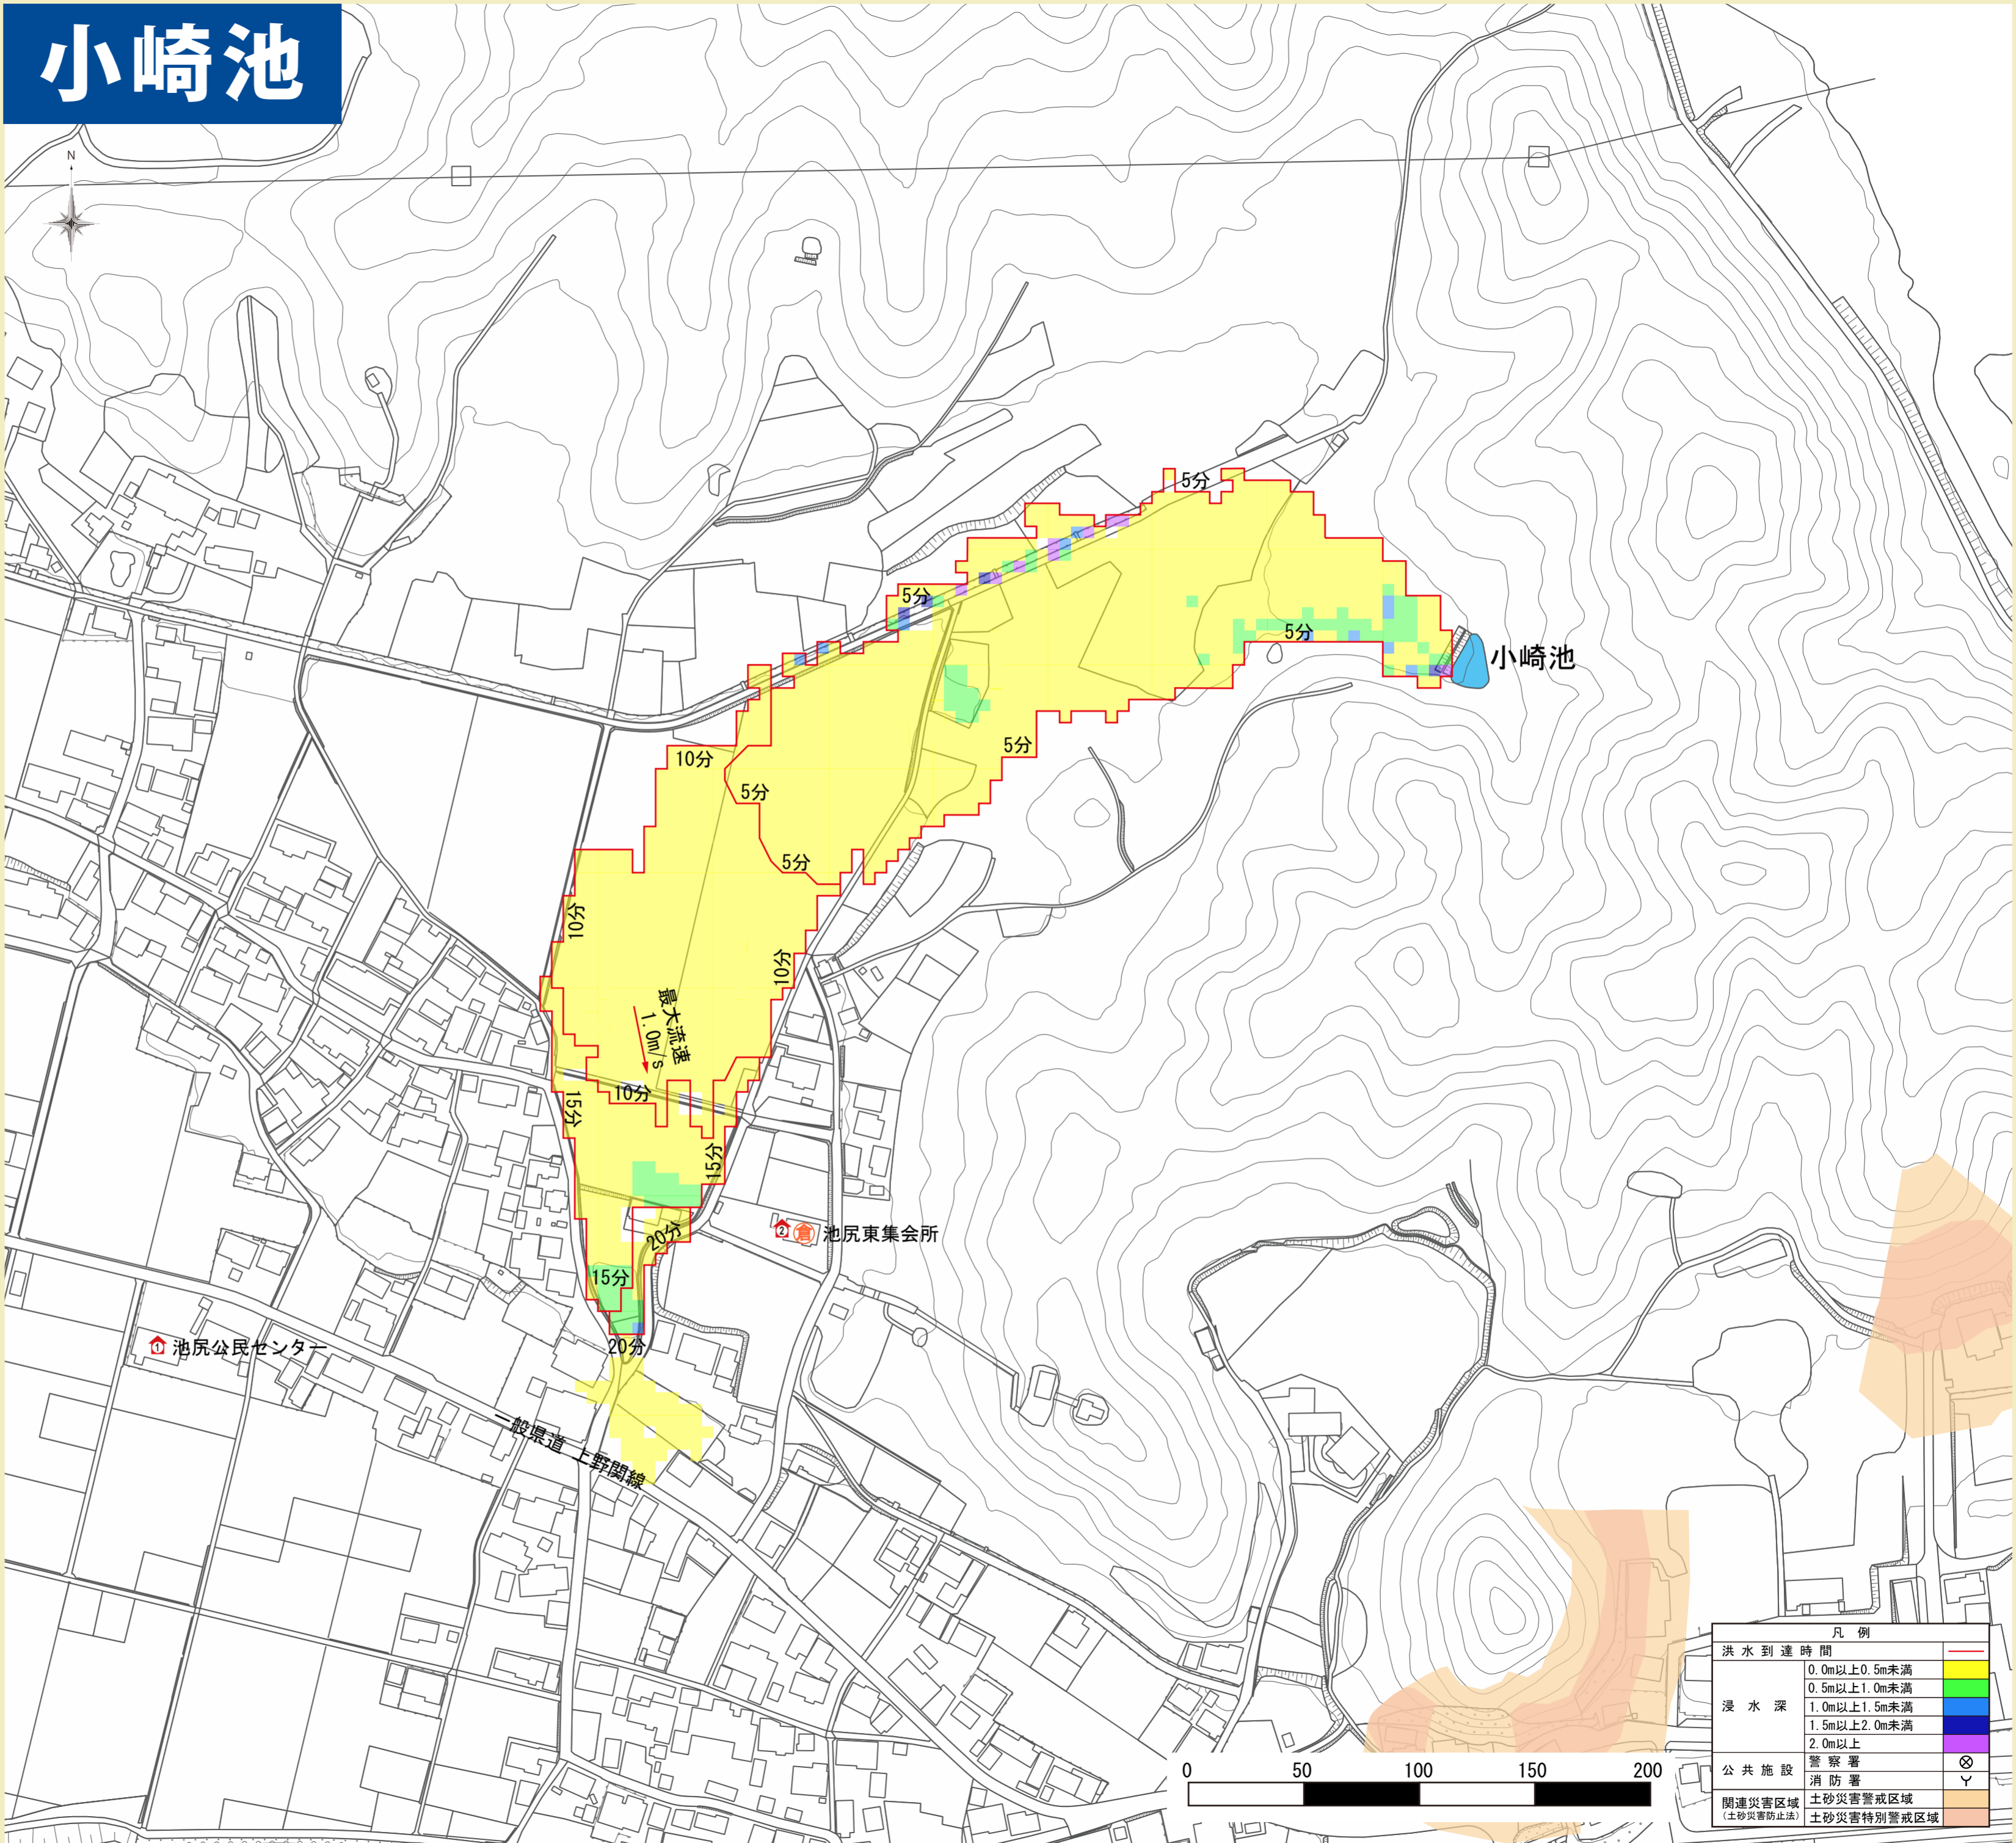 小崎池
N
5分
5分
5分
小崎池
5分
10分
5分
5分
10分
10分
最大流速
1.0m/s
10分
15分
15分
20分
2
倉
池尻東集会所
15分
20分
1
池尻公民センター
一般県道 上野関線
0 50 100 150 200
凡例
洪水到達時間
浸水深
0.0m以上0.5m未満
0.5m以上1.0m未満
1.0m以上1.5m未満
1.5m以上2.0m未満
2.0m以上
公共施設
警察署
消防署
関連災害区域
(土砂災害防止法)
土砂災害警戒区域
土砂災害特別警戒区域